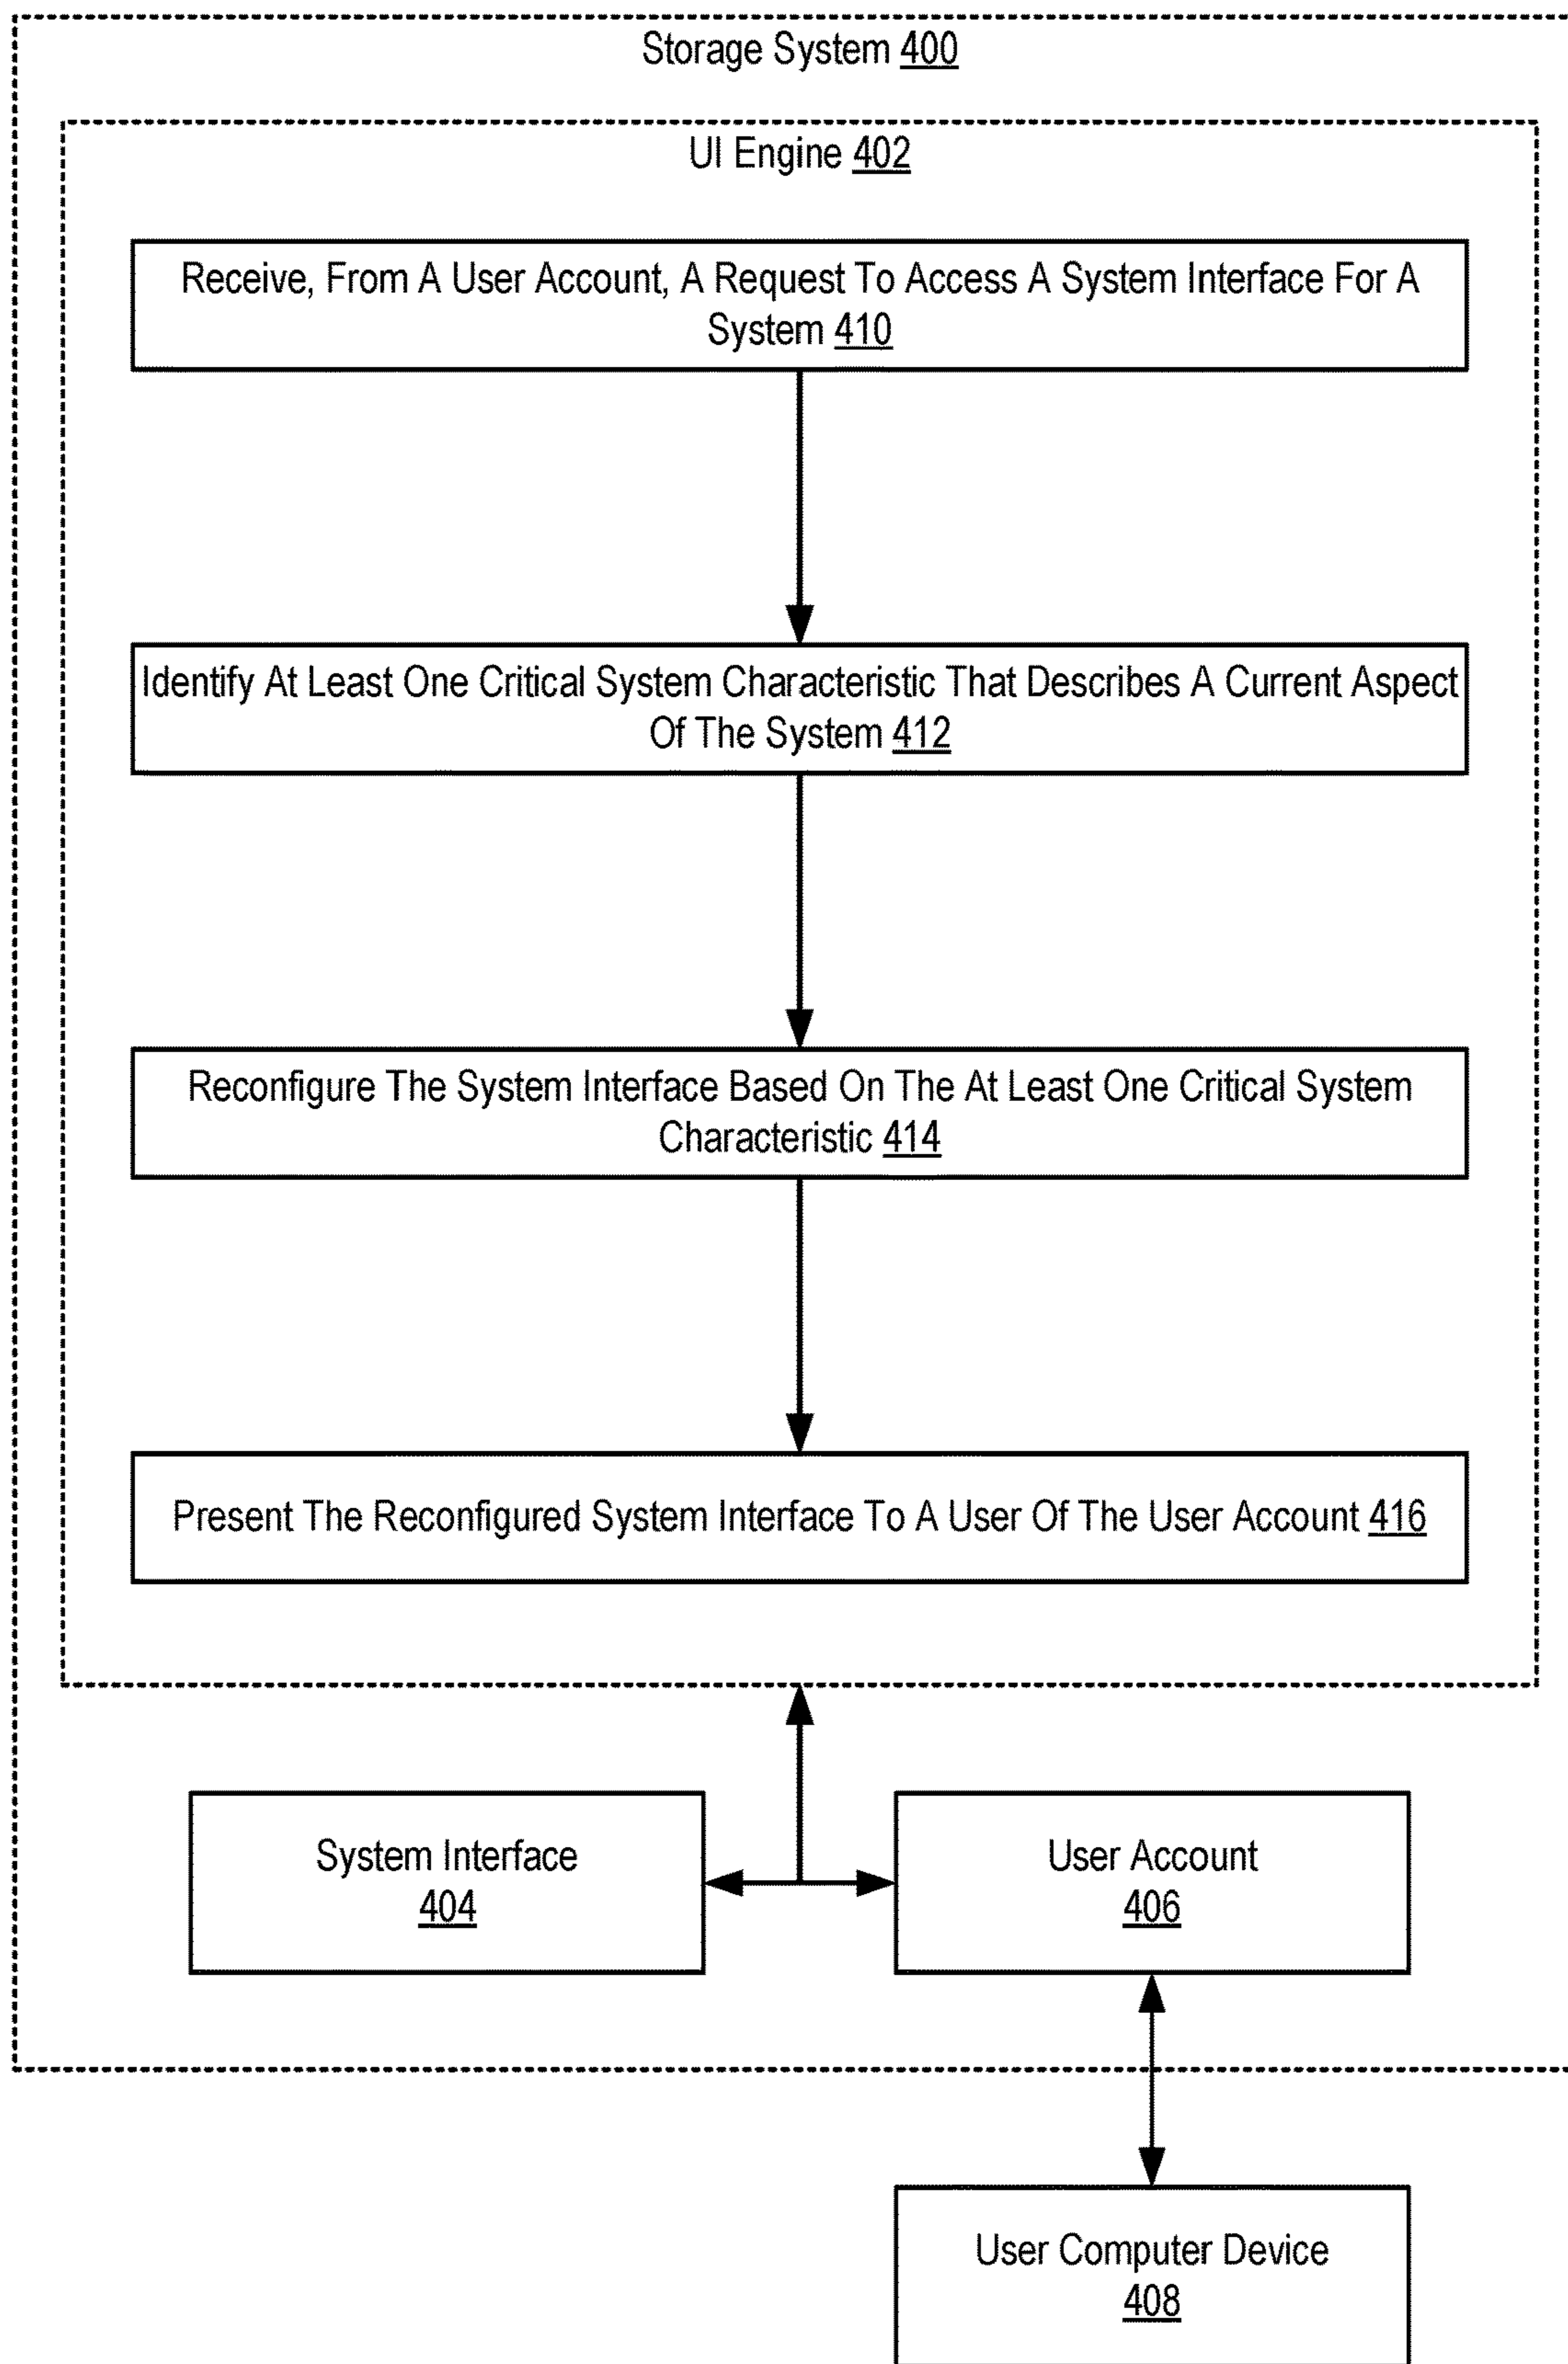 Storage System 400
UI Engine 402
Receive, From A User Account, A Request To Access A System Interface For A
System 410
Identify At Least One Critical System Characteristic That Describes A Current Aspect
Of The System 412
Reconfigure The System Interface Based On The At Least One Critical System
Characteristic 414
Present The Reconfigured System Interface To A User Of The User Account 416
System Interface
404
User Account
406
User Computer Device
408